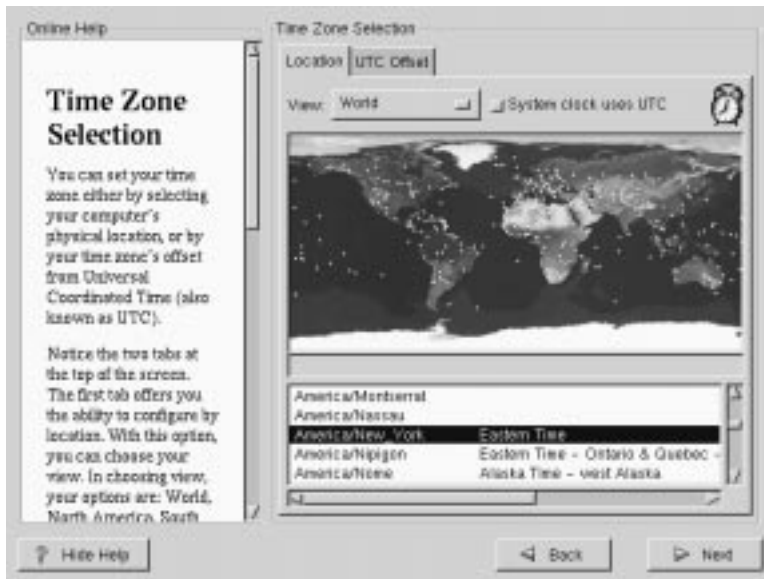 Online Help
Time Zone
Selection
You can set your time
zone either by selecting
your computer's
physical location, or by
your time zone's offset
from Universal
Coordinated Time (also
known as UTC).
Notice the two tabs at
the top of the screen.
The first tab offers you
the ability to configure by
location. With this option,
you can choose your
view. In choosing view,
your options are: World,
North America, South
Time Zone Selection
Location
UTC Offset
View: World
System clock uses UTC
America/Montserrat
America/Nassau
America/New_York Eastern Time
America/Nipigon Eastern Time - Ontario & Quebec -
America/Nome Alaska Time - west Alaska
? Hide Help
Back
Next